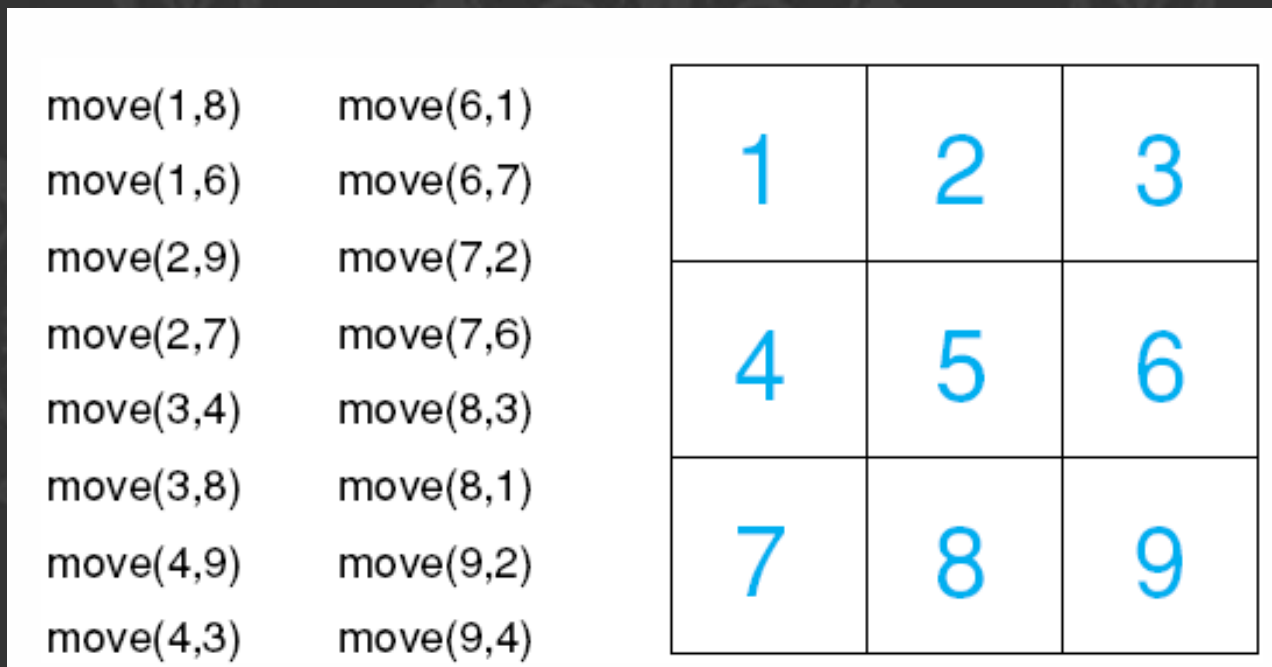 move(1,8) move(6,1)
move(1,6) move(6,7)
move(2,9) move(7,2)
move(2,7) move(7,6)
move(3,4) move(8,3)
move(3,8) move(8,1)
move(4,9) move(9,2)
move(4,3) move(9,4)
1 2 3
4 5 6
7 8 9